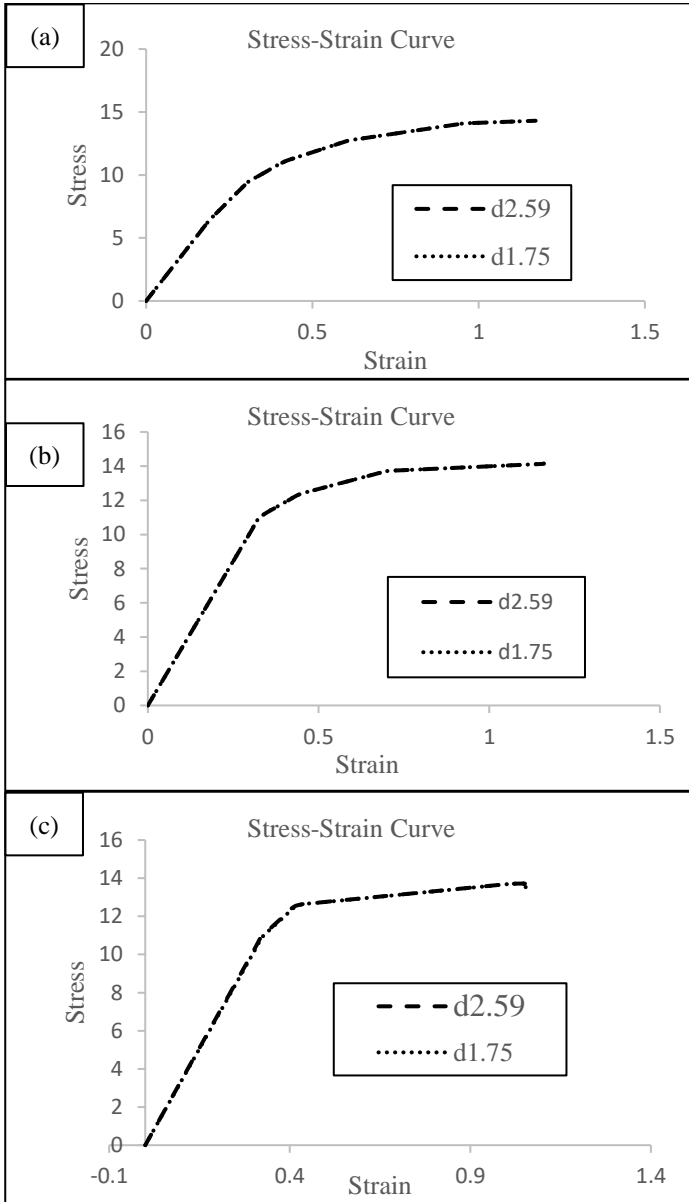 (a)
Stress-Strain Curve
20
15
10
5
0
Stress
d2.59
d1.75
0 0.5 1 1.5
Strain
(b)
Stress-Strain Curve
16
14
12
10
8
6
4
2
0
Stress
d2.59
d1.75
0 0.5 1 1.5
Strain
(c)
Stress-Strain Curve
16
14
12
10
8
6
4
2
0
Stress
d2.59
d1.75
-0.1 0.4 0.9 1.4
Strain